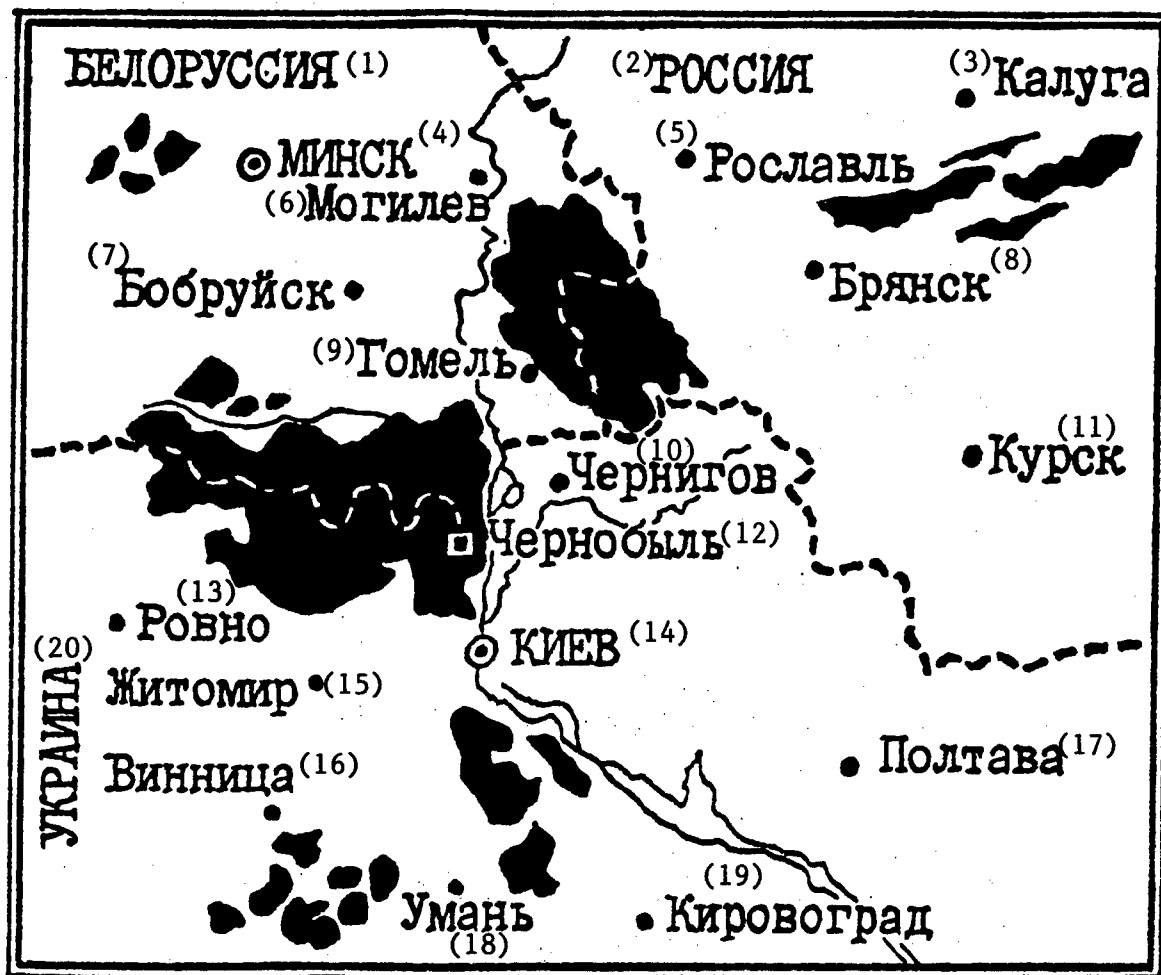 БЕЛОРУССИЯ (1)
(2) РОССИЯ
(3) Калуга
МИНСК (4)
(5) Рославль
(6) Могилев
(7) Бобруйск
Брянск (8)
(9) Гомель
(10) Чернигов
Курск (11)
Чернобыль (12)
(13) Ровно
КИЕВ (14)
(20) УКРАИНА
Житомир (15)
Винница (16)
Полтава (17)
Умань (18)
(19) Кировоград